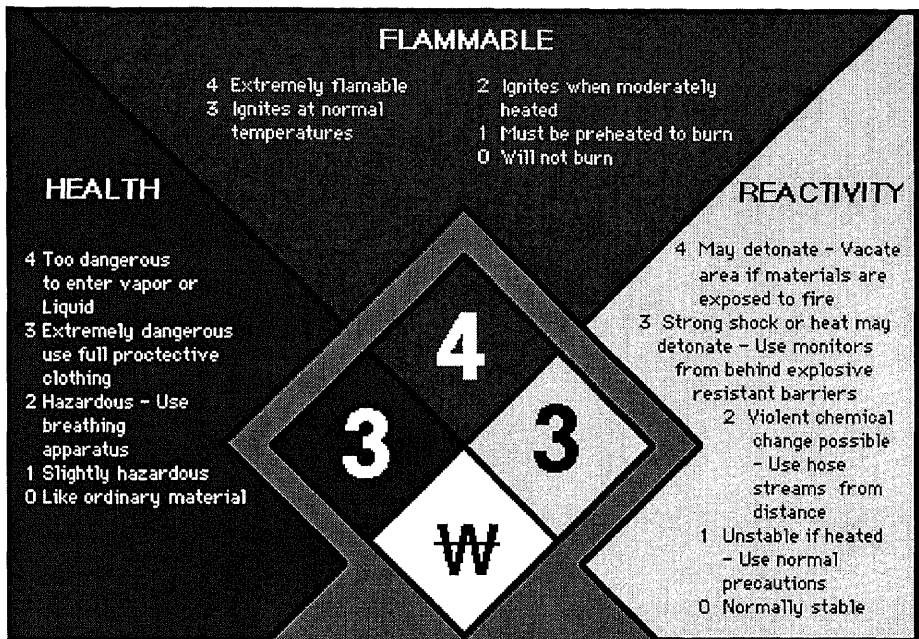 FLAMMABLE
4 Extremely flamable
3 Ignites at normal
temperatures
2 Ignites when moderately
heated
1 Must be preheated to burn
0 Will not burn
HEALTH
4 Too dangerous
to enter vapor or
Liquid
3 Extremely dangerous
use full proctective
clothing
2 Hazardous - Use
breathing
apparatus
1 Slightly hazardous
0 Like ordinary material
REACTIVITY
4 May detonate - Vacate
area if materials are
exposed to fire
3 Strong shock or heat may
detonate - Use monitors
from behind explosive
resistant barriers
2 Violent chemical
change possible
- Use hose
streams from
distance
1 Unstable if heated
- Use normal
precautions
0 Normally stable
4
3
3
W